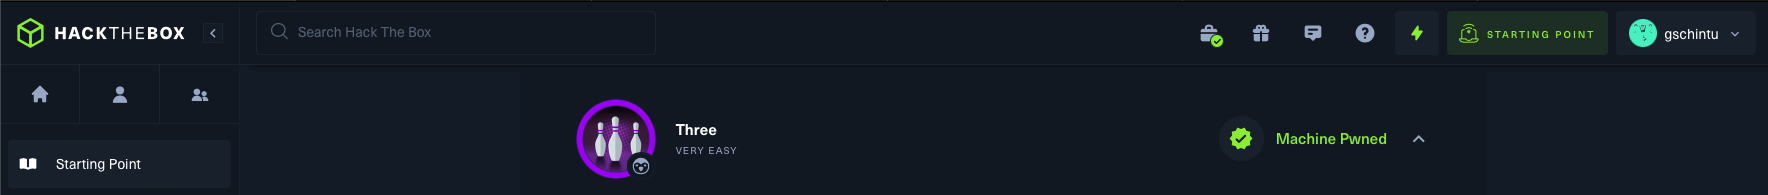 HACKTHEBOX
Search Hack The Box
STARTING POINT
gschintu
Three
VERY EASY
Machine Pwned
Starting Point